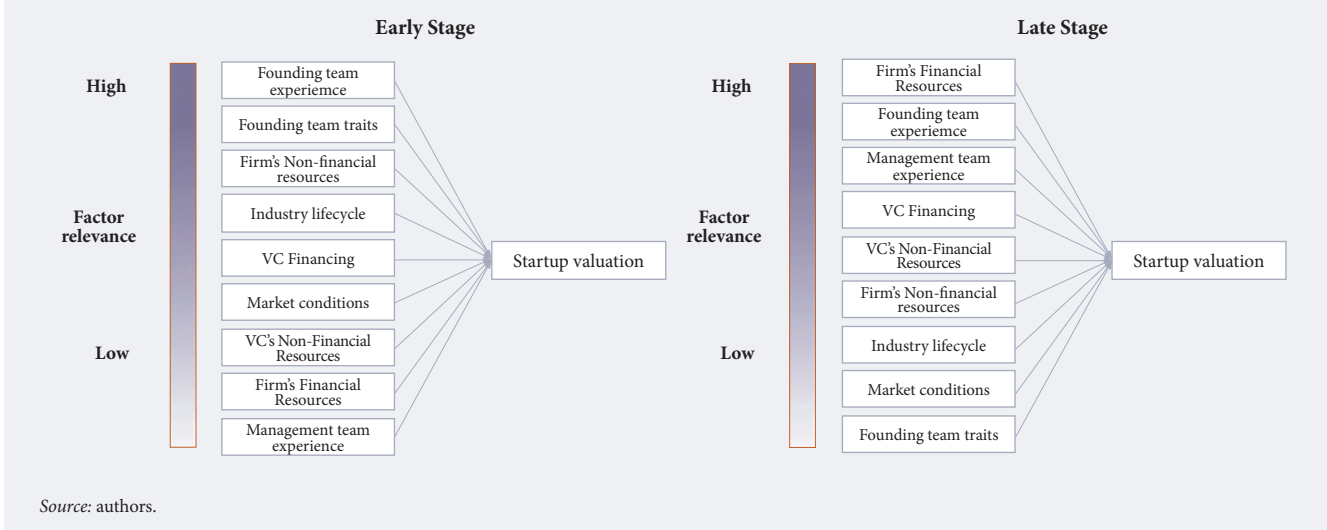 Early Stage
High
Factor
relevance
Low
Founding team
experiemce
Founding team traits
Firm's Non-financial
resources
Industry lifecycle
VC Financing
Market conditions
VC's Non-Financial
Resources
Firm's Financial
Resources
Management team
experience
Startup valuation
Late Stage
High
Factor
relevance
Low
Firm's Financial
Resources
Founding team
experiemce
Management team
experience
VC Financing
VC's Non-Financial
Resources
Firm's Non-financial
resources
Industry lifecycle
Market conditions
Founding team traits
Startup valuation
Source: authors.